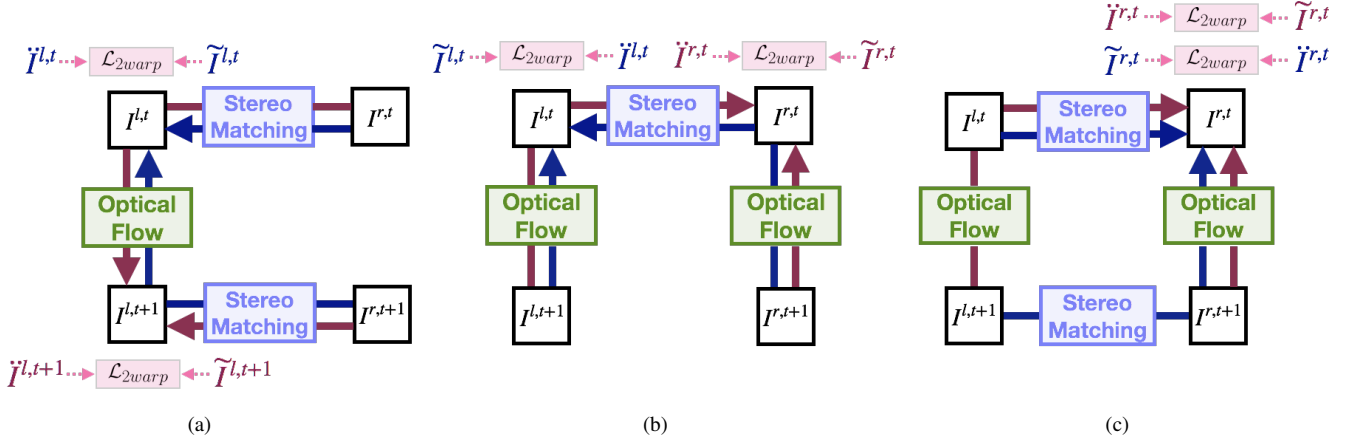 Ï^{l,t} ℒ_{2warp} Ĩ^{l,t}
I^{l,t} Stereo Matching I^{r,t}
Optical Flow
I^{l,t+1} Stereo Matching I^{r,t+1}
Ï^{l,t+1} ℒ_{2warp} Ĩ^{l,t+1}
(a)
Ĩ^{l,t} ℒ_{2warp} Ï^{l,t} Ï^{r,t} ℒ_{2warp} Ĩ^{r,t}
I^{l,t} Stereo Matching I^{r,t}
Optical Flow Optical Flow
I^{l,t+1} I^{r,t+1}
(b)
Ï^{r,t} ℒ_{2warp} Ĩ^{r,t}
Ĩ^{r,t} ℒ_{2warp} Ï^{r,t}
I^{l,t} Stereo Matching I^{r,t}
Optical Flow Optical Flow
I^{l,t+1} Stereo Matching I^{r,t+1}
(c)